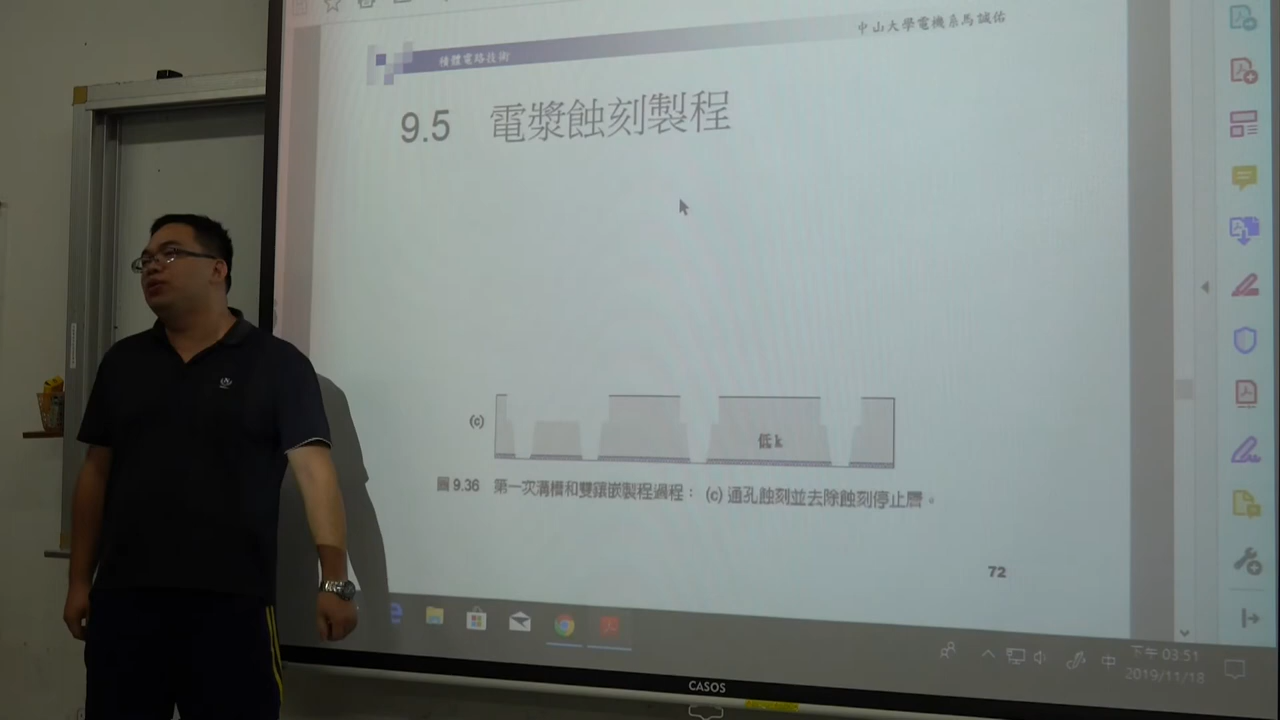 中山大學電機系馬誠佑
積體電路技術
9.5 電漿蝕刻製程
(c)
低 k
圖 9.36 第一次溝槽和雙鑲嵌製程過程： (c) 通孔蝕刻並去除蝕刻停止層。
72
中
下午 03:51
2019/11/18
CASOS